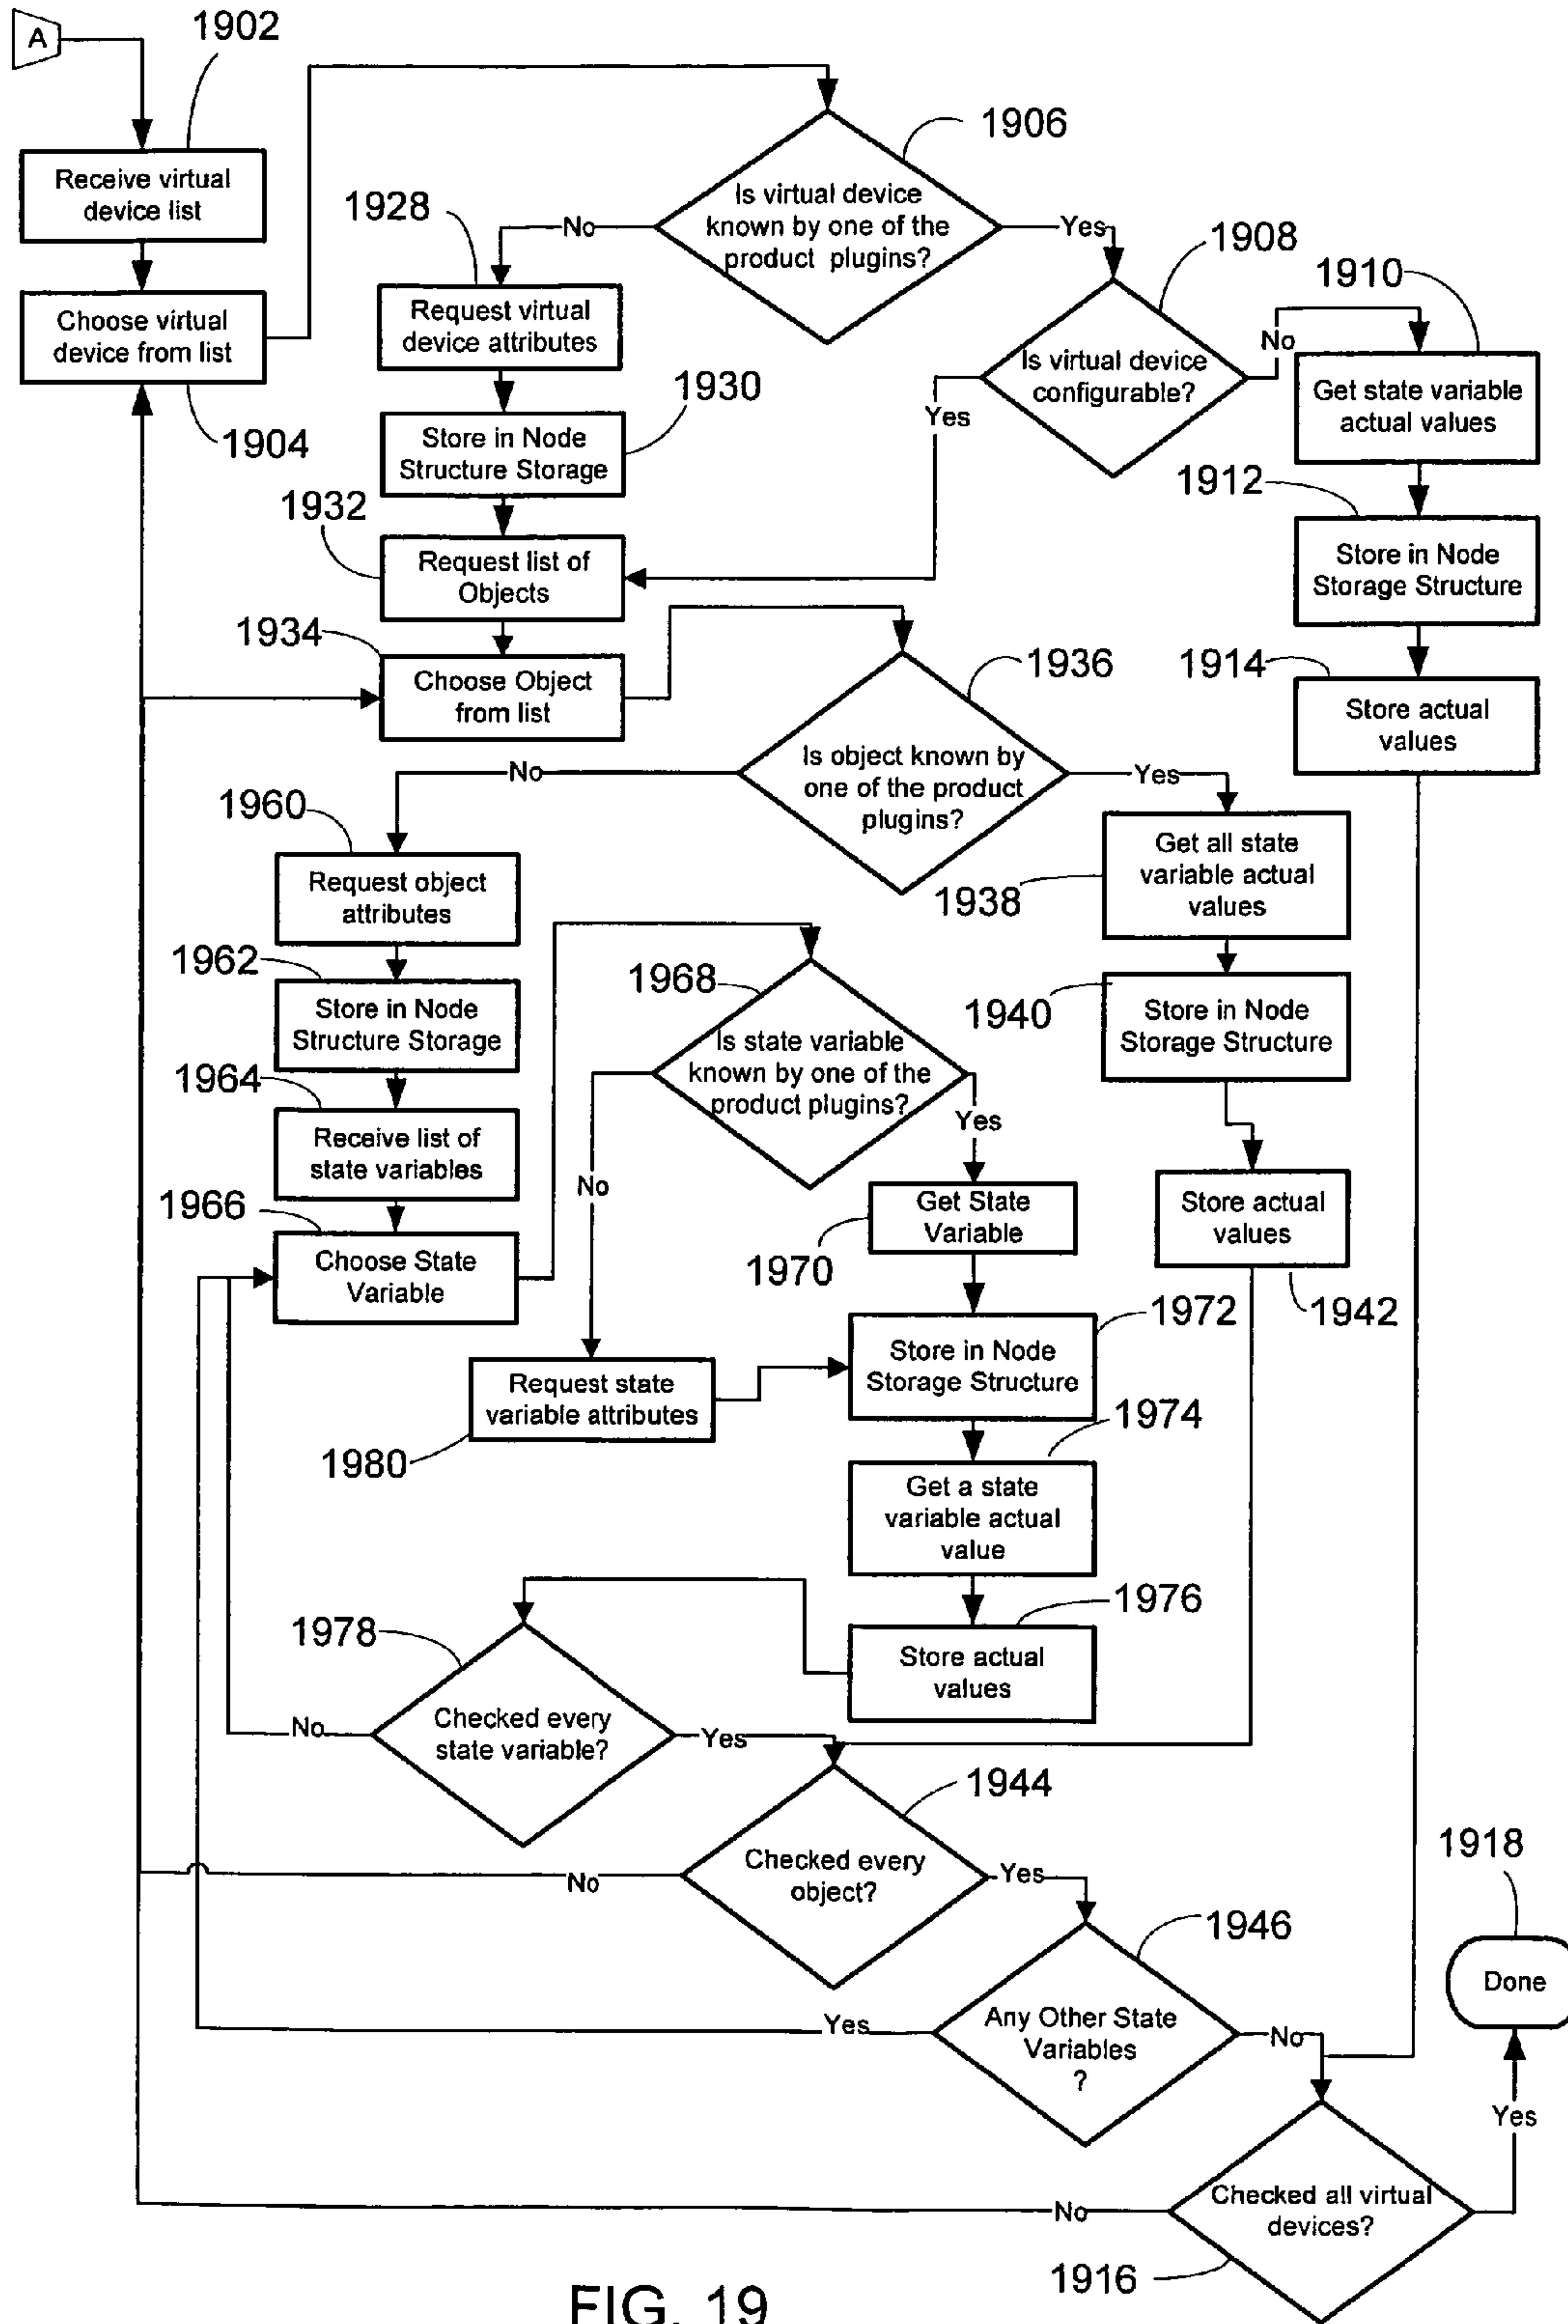 A
1902
Receive virtual
device list
Choose virtual
device from list
1904
1906
Is virtual device
known by one of the
product plugins?
No
Yes
1928
Request virtual
device attributes
1908
Is virtual device
configurable?
No
Yes
1910
Get state variable
actual values
1930
Store in Node
Structure Storage
1912
Store in Node
Storage Structure
1932
Request list of
Objects
1914
Store actual
values
1934
Choose Object
from list
1936
Is object known by
one of the product
plugins?
No
Yes
1960
Request object
attributes
1938
Get all state
variable actual
values
1962
Store in Node
Structure Storage
1940
Store in Node
Storage Structure
1964
Receive list of
state variables
1968
Is state variable
known by one of the
product plugins?
No
Yes
1966
Choose State
Variable
1970
Get State
Variable
Store actual
values
1942
1972
Store in Node
Storage Structure
Request state
variable attributes
1980
1974
Get a state
variable actual
value
1976
Store actual
values
1978
Checked every
state variable?
No
Yes
1944
Checked every
object?
No
Yes
1946
Any Other State
Variables
?
Yes
No
1918
Done
Yes
Checked all virtual
devices?
No
1916
FIG. 19